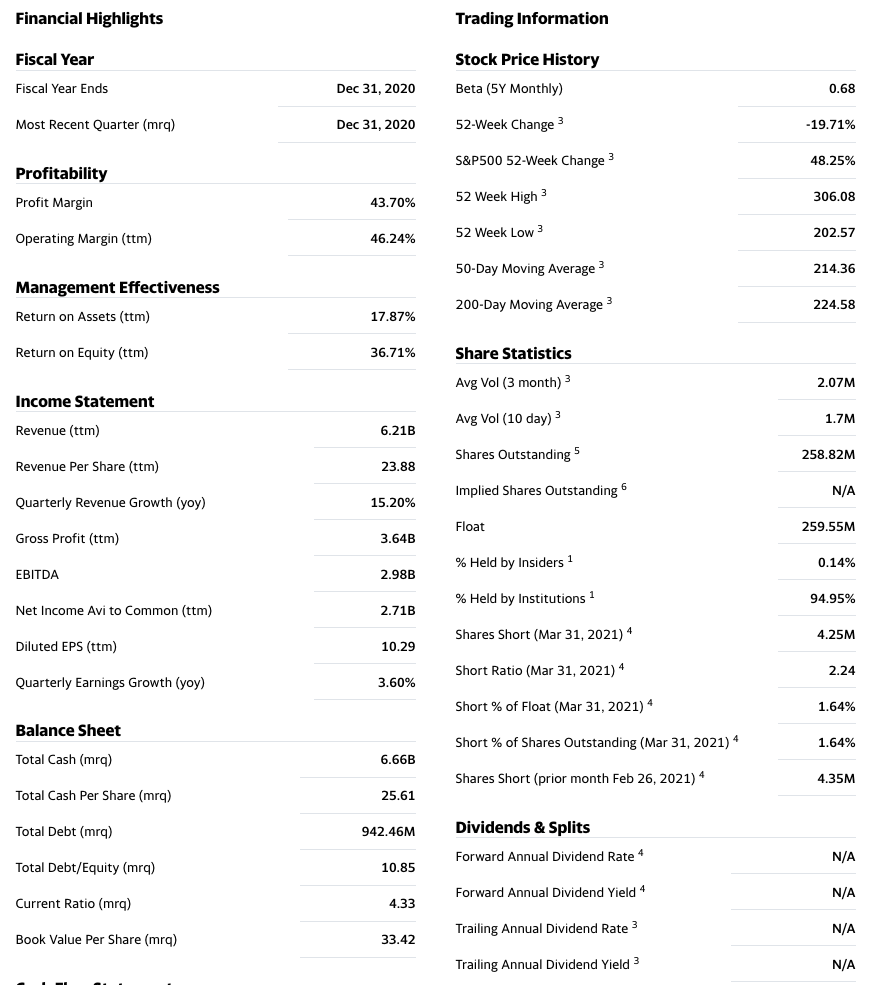 Financial Highlights
Fiscal Year
Fiscal Year Ends Dec 31, 2020
Most Recent Quarter (mrq) Dec 31, 2020
Profitability
Profit Margin 43.70%
Operating Margin (ttm) 46.24%
Management Effectiveness
Return on Assets (ttm) 17.87%
Return on Equity (ttm) 36.71%
Income Statement
Revenue (ttm) 6.21B
Revenue Per Share (ttm) 23.88
Quarterly Revenue Growth (yoy) 15.20%
Gross Profit (ttm) 3.64B
EBITDA 2.98B
Net Income Avi to Common (ttm) 2.71B
Diluted EPS (ttm) 10.29
Quarterly Earnings Growth (yoy) 3.60%
Balance Sheet
Total Cash (mrq) 6.66B
Total Cash Per Share (mrq) 25.61
Total Debt (mrq) 942.46M
Total Debt/Equity (mrq) 10.85
Current Ratio (mrq) 4.33
Book Value Per Share (mrq) 33.42
Trading Information
Stock Price History
Beta (5Y Monthly) 0.68
52-Week Change 3 -19.71%
S&P500 52-Week Change 3 48.25%
52 Week High 3 306.08
52 Week Low 3 202.57
50-Day Moving Average 3 214.36
200-Day Moving Average 3 224.58
Share Statistics
Avg Vol (3 month) 3 2.07M
Avg Vol (10 day) 3 1.7M
Shares Outstanding 5 258.82M
Implied Shares Outstanding 6 N/A
Float 259.55M
% Held by Insiders 1 0.14%
% Held by Institutions 1 94.95%
Shares Short (Mar 31, 2021) 4 4.25M
Short Ratio (Mar 31, 2021) 4 2.24
Short % of Float (Mar 31, 2021) 4 1.64%
Short % of Shares Outstanding (Mar 31, 2021) 4 1.64%
Shares Short (prior month Feb 26, 2021) 4 4.35M
Dividends & Splits
Forward Annual Dividend Rate 4 N/A
Forward Annual Dividend Yield 4 N/A
Trailing Annual Dividend Rate 3 N/A
Trailing Annual Dividend Yield 3 N/A